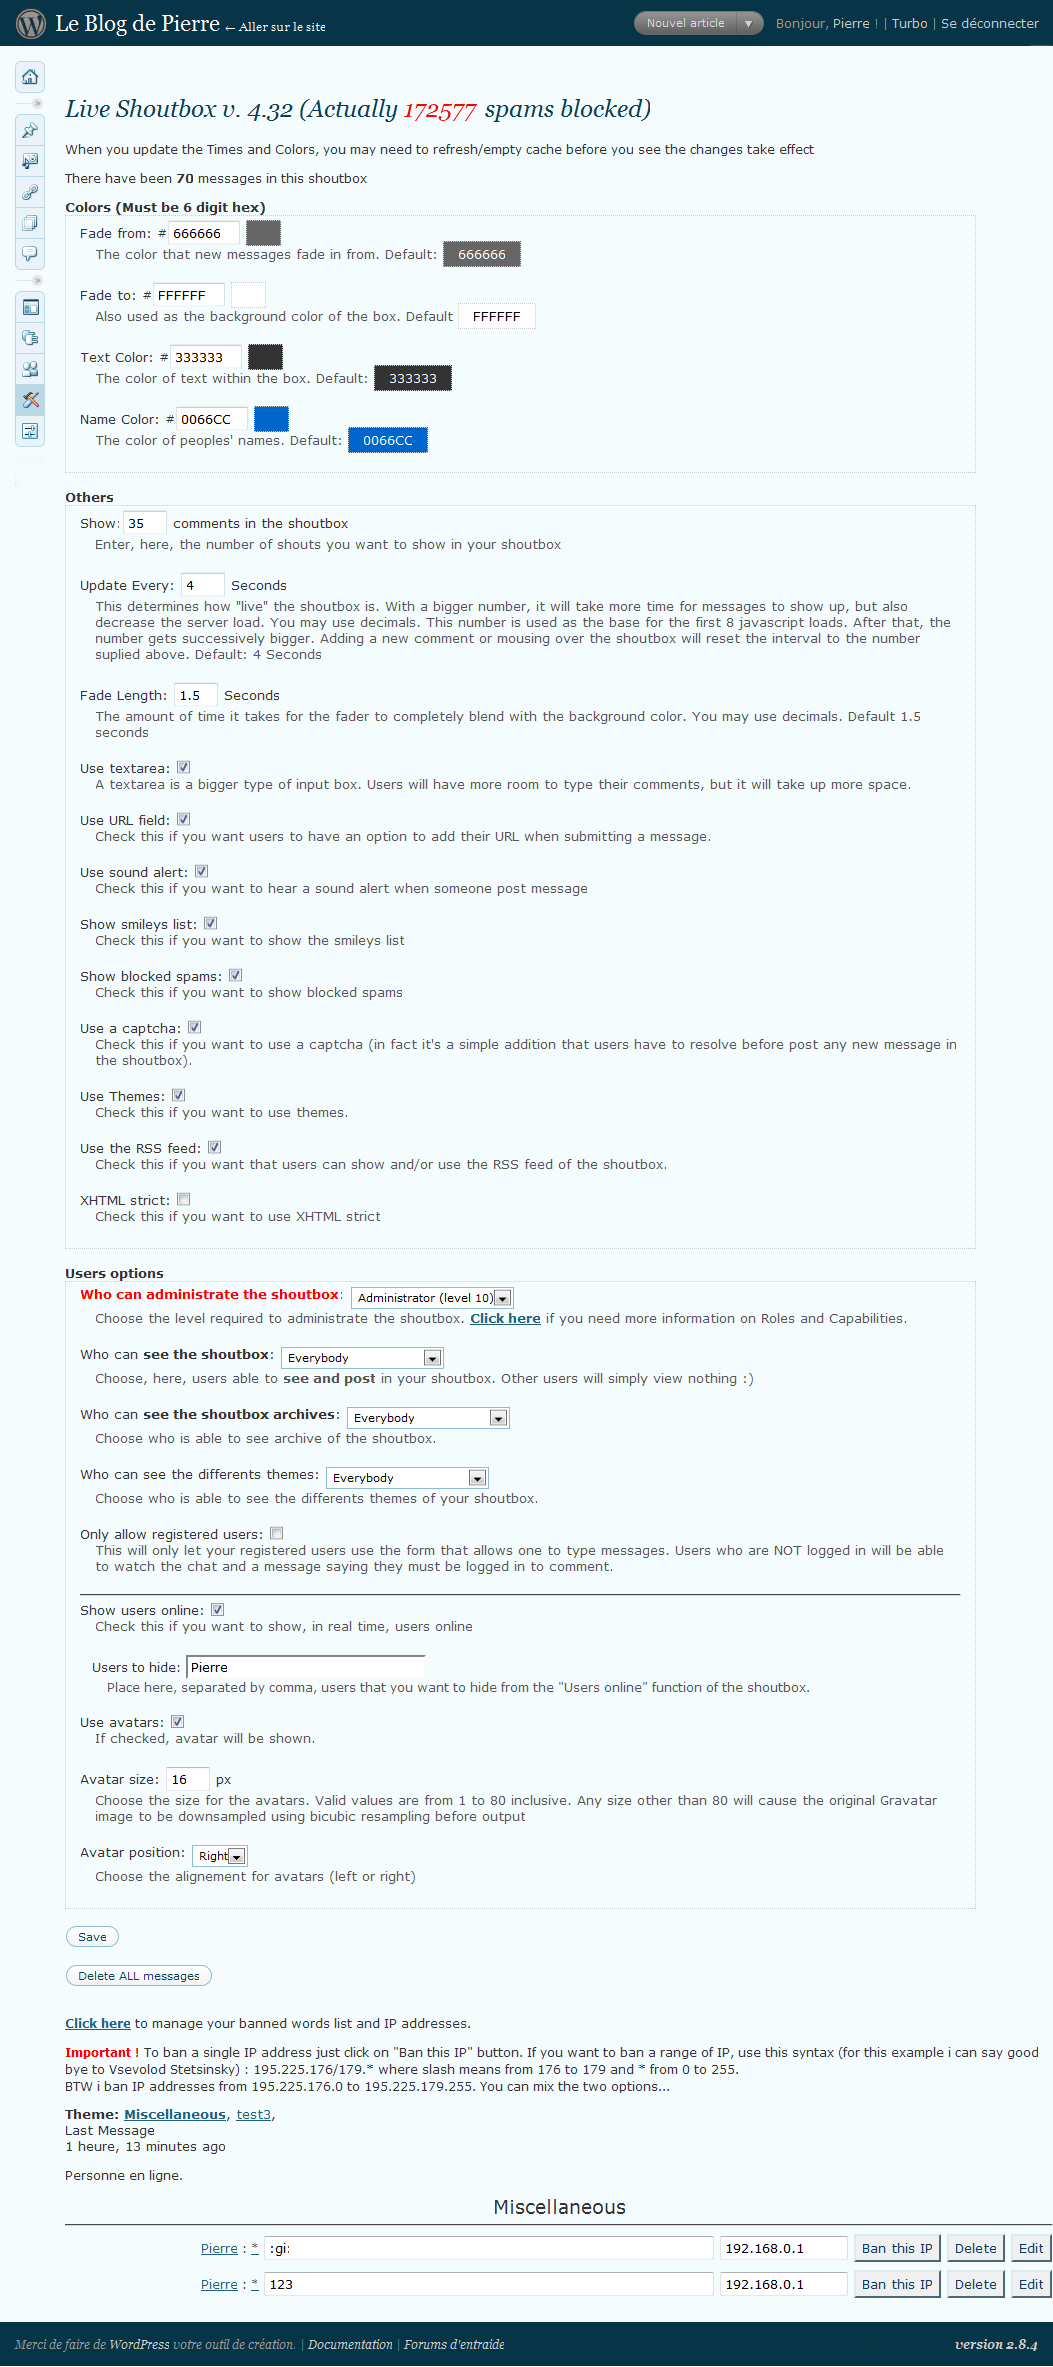 Le Blog de Pierre ← Aller sur le site
Nouvel article ▼ Bonjour, Pierre ! | Turbo | Se déconnecter
Live Shoutbox v. 4.32 (Actually 172577 spams blocked)
When you update the Times and Colors, you may need to refresh/empty cache before you see the changes take effect
There have been 70 messages in this shoutbox
Colors (Must be 6 digit hex)
Fade from: # 666666
The color that new messages fade in from. Default: 666666
Fade to: # FFFFFF
Also used as the background color of the box. Default FFFFFF
Text Color: # 333333
The color of text within the box. Default: 333333
Name Color: # 0066CC
The color of peoples' names. Default: 0066CC
Others
Show: 35 comments in the shoutbox
Enter, here, the number of shouts you want to show in your shoutbox
Update Every: 4 Seconds
This determines how "live" the shoutbox is. With a bigger number, it will take more time for messages to show up, but also
decrease the server load. You may use decimals. This number is used as the base for the first 8 javascript loads. After that, the
number gets successively bigger. Adding a new comment or mousing over the shoutbox will reset the interval to the number
suplied above. Default: 4 Seconds
Fade Length: 1.5 Seconds
The amount of time it takes for the fader to completely blend with the background color. You may use decimals. Default 1.5
seconds
Use textarea:
A textarea is a bigger type of input box. Users will have more room to type their comments, but it will take up more space.
Use URL field:
Check this if you want users to have an option to add their URL when submitting a message.
Use sound alert:
Check this if you want to hear a sound alert when someone post message
Show smileys list:
Check this if you want to show the smileys list
Show blocked spams:
Check this if you want to show blocked spams
Use a captcha:
Check this if you want to use a captcha (in fact it's a simple addition that users have to resolve before post any new message in
the shoutbox).
Use Themes:
Check this if you want to use themes.
Use the RSS feed:
Check this if you want that users can show and/or use the RSS feed of the shoutbox.
XHTML strict:
Check this if you want to use XHTML strict
Users options
Who can administrate the shoutbox: Administrator (level 10)
Choose the level required to administrate the shoutbox. Click here if you need more information on Roles and Capabilities.
Who can see the shoutbox: Everybody
Choose, here, users able to see and post in your shoutbox. Other users will simply view nothing :)
Who can see the shoutbox archives: Everybody
Choose who is able to see archive of the shoutbox.
Who can see the differents themes: Everybody
Choose who is able to see the differents themes of your shoutbox.
Only allow registered users:
This will only let your registered users use the form that allows one to type messages. Users who are NOT logged in will be able
to watch the chat and a message saying they must be logged in to comment.
Show users online:
Check this if you want to show, in real time, users online
Users to hide: Pierre
Place here, separated by comma, users that you want to hide from the "Users online" function of the shoutbox.
Use avatars:
If checked, avatar will be shown.
Avatar size: 16 px
Choose the size for the avatars. Valid values are from 1 to 80 inclusive. Any size other than 80 will cause the original Gravatar
image to be downsampled using bicubic resampling before output
Avatar position: Right
Choose the alignement for avatars (left or right)
Save
Delete ALL messages
Click here to manage your banned words list and IP addresses.
Important ! To ban a single IP address just click on "Ban this IP" button. If you want to ban a range of IP, use this syntax (for this example i can say good
bye to Vsevolod Stetsinsky) : 195.225.176/179.* where slash means from 176 to 179 and * from 0 to 255.
BTW i ban IP addresses from 195.225.176.0 to 195.225.179.255. You can mix the two options...
Theme: Miscellaneous, test3,
Last Message
1 heure, 13 minutes ago
Personne en ligne.
Miscellaneous
Pierre : * :gi: 192.168.0.1 Ban this IP Delete Edit
Pierre : * 123 192.168.0.1 Ban this IP Delete Edit
Merci de faire de WordPress votre outil de création. | Documentation | Forums d'entraide version 2.8.4